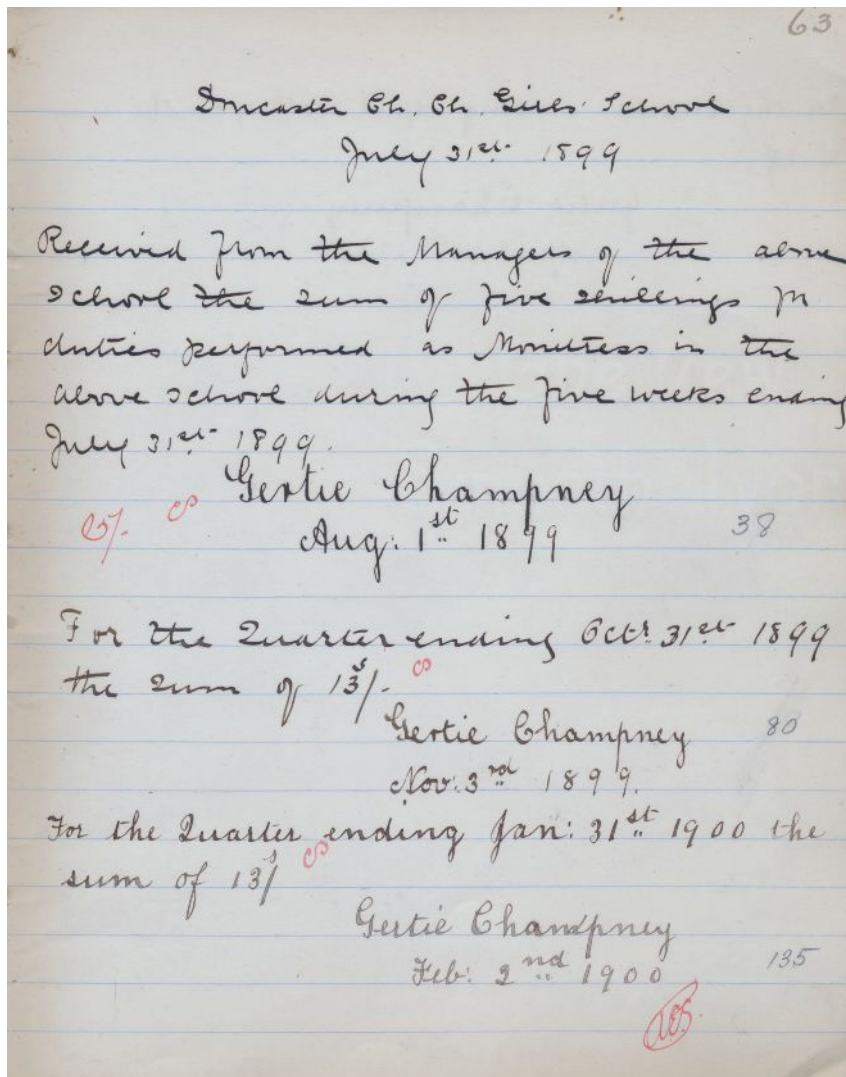 63
Doncaster Ch. Ch. Girls' School
July 31st. 1899
Received from the Managers of the above
School the sum of five shillings for
duties performed as Monitress in the
above school during the five weeks ending
July 31st. 1899.
Gertie Champney
5/-
Aug: 1st 1899
38
For the Quarter ending Octr. 31st 1899
the sum of 13s/-
Gertie Champney
80
Nov: 3rd 1899.
For the Quarter ending Jan: 31st 1900 the
sum of 13s/
Gertie Champney
Feb: 2nd 1900
135